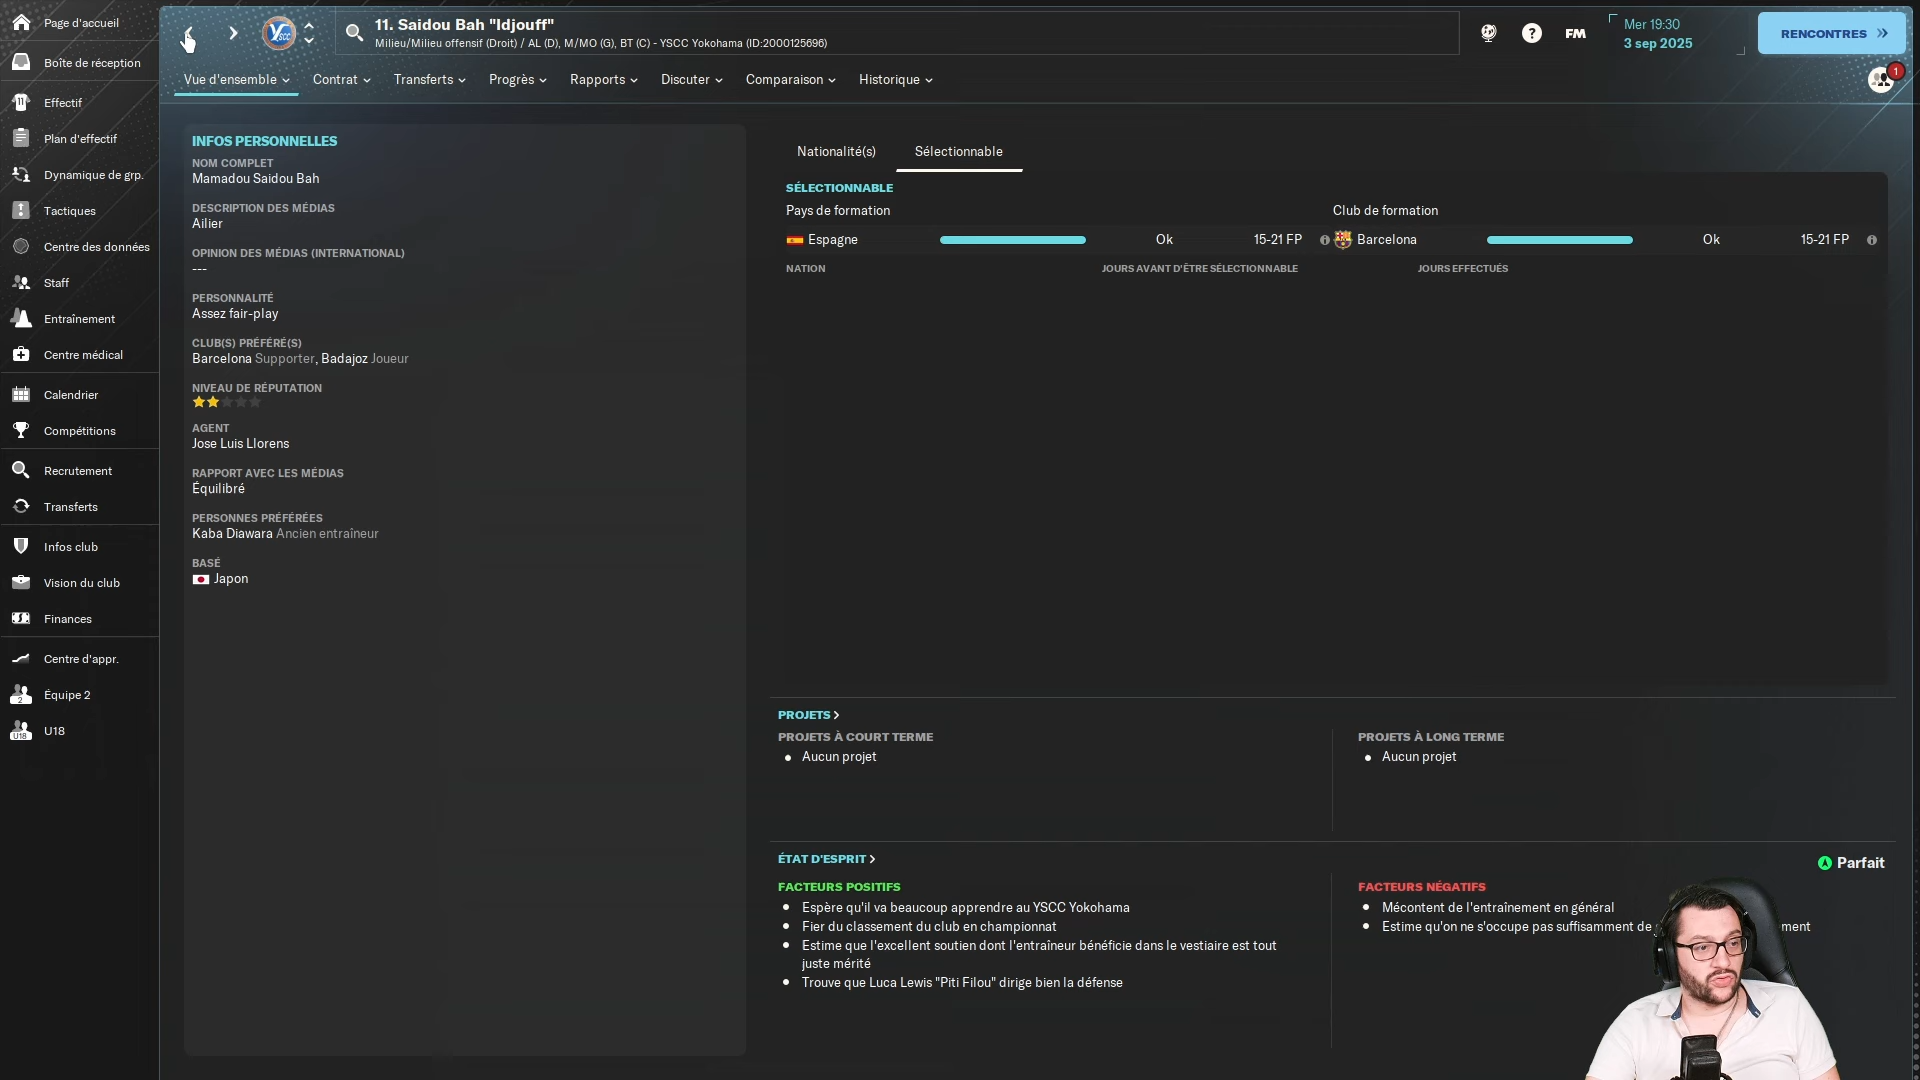 Page d'accueil
Boîte de réception
Effectif
Plan d'effectif
Dynamique de grp.
Tactiques
Centre des données
Staff
Entraînement
Centre médical
Calendrier
Compétitions
Recrutement
Transferts
Infos club
Vision du club
Finances
Centre d'appr.
2
Équipe 2
U18
U18
11. Saidou Bah "Idjouff"
Milieu/Milieu offensif (Droit) / AL (D), M/MO (G), BT (C) - YSCC Yokohama (ID:2000125696)
FM
Mer 19:30
3 sep 2025
RENCONTRES
1
Vue d'ensemble
Contrat
Transferts
Progrès
Rapports
Discuter
Comparaison
Historique
INFOS PERSONNELLES
NOM COMPLET
Mamadou Saidou Bah
DESCRIPTION DES MÉDIAS
Ailier
OPINION DES MÉDIAS (INTERNATIONAL)
---
PERSONNALITÉ
Assez fair-play
CLUB(S) PRÉFÉRÉ(S)
Barcelona Supporter, Badajoz Joueur
NIVEAU DE RÉPUTATION
AGENT
Jose Luis Llorens
RAPPORT AVEC LES MÉDIAS
Équilibré
PERSONNES PRÉFÉRÉES
Kaba Diawara Ancien entraîneur
BASÉ
Japon
Nationalité(s)
Sélectionnable
SÉLECTIONNABLE
Pays de formation
Club de formation
Espagne Ok 15-21 FP
Barcelona Ok 15-21 FP
NATION
JOURS AVANT D'ÊTRE SÉLECTIONNABLE
JOURS EFFECTUÉS
PROJETS
PROJETS À COURT TERME
Aucun projet
PROJETS À LONG TERME
Aucun projet
ÉTAT D'ESPRIT
Parfait
FACTEURS POSITIFS
Espère qu'il va beaucoup apprendre au YSCC Yokohama
Fier du classement du club en championnat
Estime que l'excellent soutien dont l'entraîneur bénéficie dans le vestiaire est tout
juste mérité
Trouve que Luca Lewis "Piti Filou" dirige bien la défense
FACTEURS NÉGATIFS
Mécontent de l'entraînement en général
Estime qu'on ne s'occupe pas suffisamment de ment